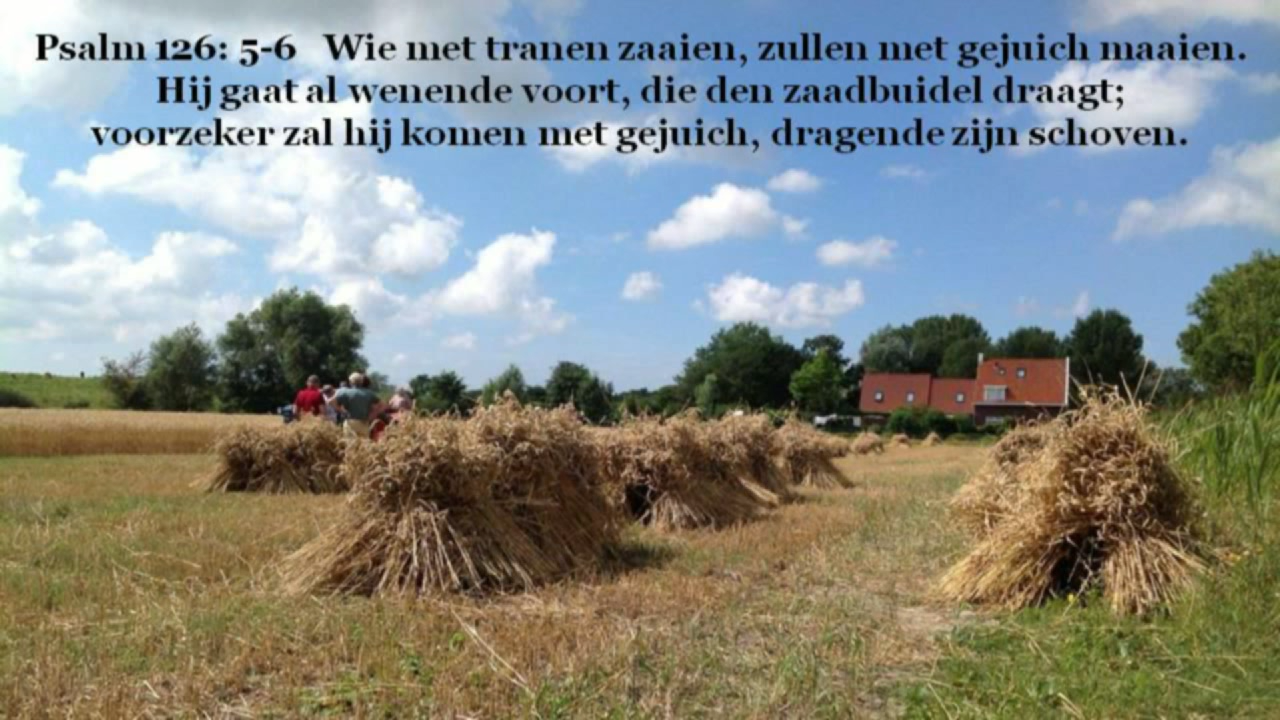 Psalm 126: 5-6 Wie met tranen zaaien, zullen met gejuich maaien.
Hij gaat al wenende voort, die den zaadbuidel draagt;
voorzeker zal hij komen met gejuich, dragende zijn schoven.